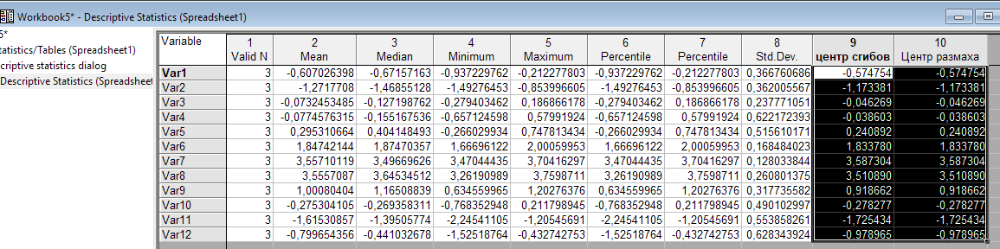 Workbook5* - Descriptive Statistics (Spreadsheet1)
5*
tatistics/Tables (Spreadsheet1)
criptive statistics dialog
Descriptive Statistics (Spreadsheet
Variable 1 2 3 4 5 6 7 8 9 10
Valid N Mean Median Minimum Maximum Percentile Percentile Std.Dev. центр сгибов Центр размаха
Var1 3 -0,607026398 -0,67157163 -0,937229762 -0,212277803 -0,937229762 -0,212277803 0,366760686 -0,574754 -0,574754
Var2 3 -1,2717708 -1,46855128 -1,49276453 -0,853996605 -1,49276453 -0,853996605 0,362005567 -1,173381 -1,173381
Var3 3 -0,0732453485 -0,127198762 -0,279403462 0,186866178 -0,279403462 0,186866178 0,237771051 -0,046269 -0,046269
Var4 3 -0,0774576315 -0,155167536 -0,657124598 0,57991924 -0,657124598 0,57991924 0,622172393 -0,038603 -0,038603
Var5 3 0,295310664 0,404148493 -0,266029934 0,747813434 -0,266029934 0,747813434 0,515610171 0,240892 0,240892
Var6 3 1,84742144 1,87470357 1,66696122 2,00059953 1,66696122 2,00059953 0,168484023 1,833780 1,833780
Var7 3 3,55710119 3,49669626 3,47044435 3,70416297 3,47044435 3,70416297 0,128033844 3,587304 3,587304
Var8 3 3,5557087 3,64534512 3,26190989 3,7598711 3,26190989 3,7598711 0,260801375 3,510890 3,510890
Var9 3 1,00080404 1,16508839 0,634559965 1,20276376 0,634559965 1,20276376 0,317735582 0,918662 0,918662
Var10 3 -0,275304105 -0,269358311 -0,768352948 0,211798945 -0,768352948 0,211798945 0,490102997 -0,278277 -0,278277
Var11 3 -1,61530857 -1,39505774 -2,24541105 -1,20545691 -2,24541105 -1,20545691 0,553858261 -1,725434 -1,725434
Var12 3 -0,799654356 -0,441032678 -1,52518764 -0,432742753 -1,52518764 -0,432742753 0,628343924 -0,978965 -0,978965